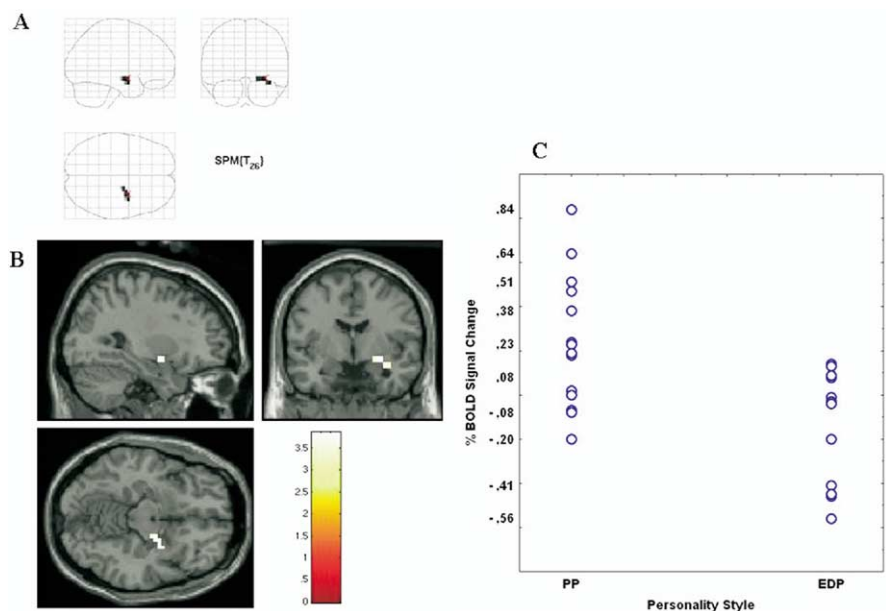 A
SPM{T26}
B
3.5
3
2.5
2
1.5
1
.5
0
C
% BOLD Signal Change
.84
.64
.51
.38
.23
.08
-.08
-.20
-.41
-.56
PP
EDP
Personality Style